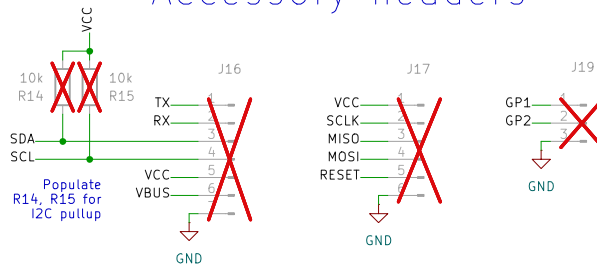 Accessory Headers
VCC
10k
R14
10k
R15
SDA
SCL
Populate
R14, R15 for
I2C pullup
J16
TX 1
RX 2
3
4
VCC 5
VBUS 6
GND
J17
VCC 1
SCLK 2
MISO 3
MOSI 4
RESET 5
6
GND
J19
GP1 1
GP2 2
3
GND